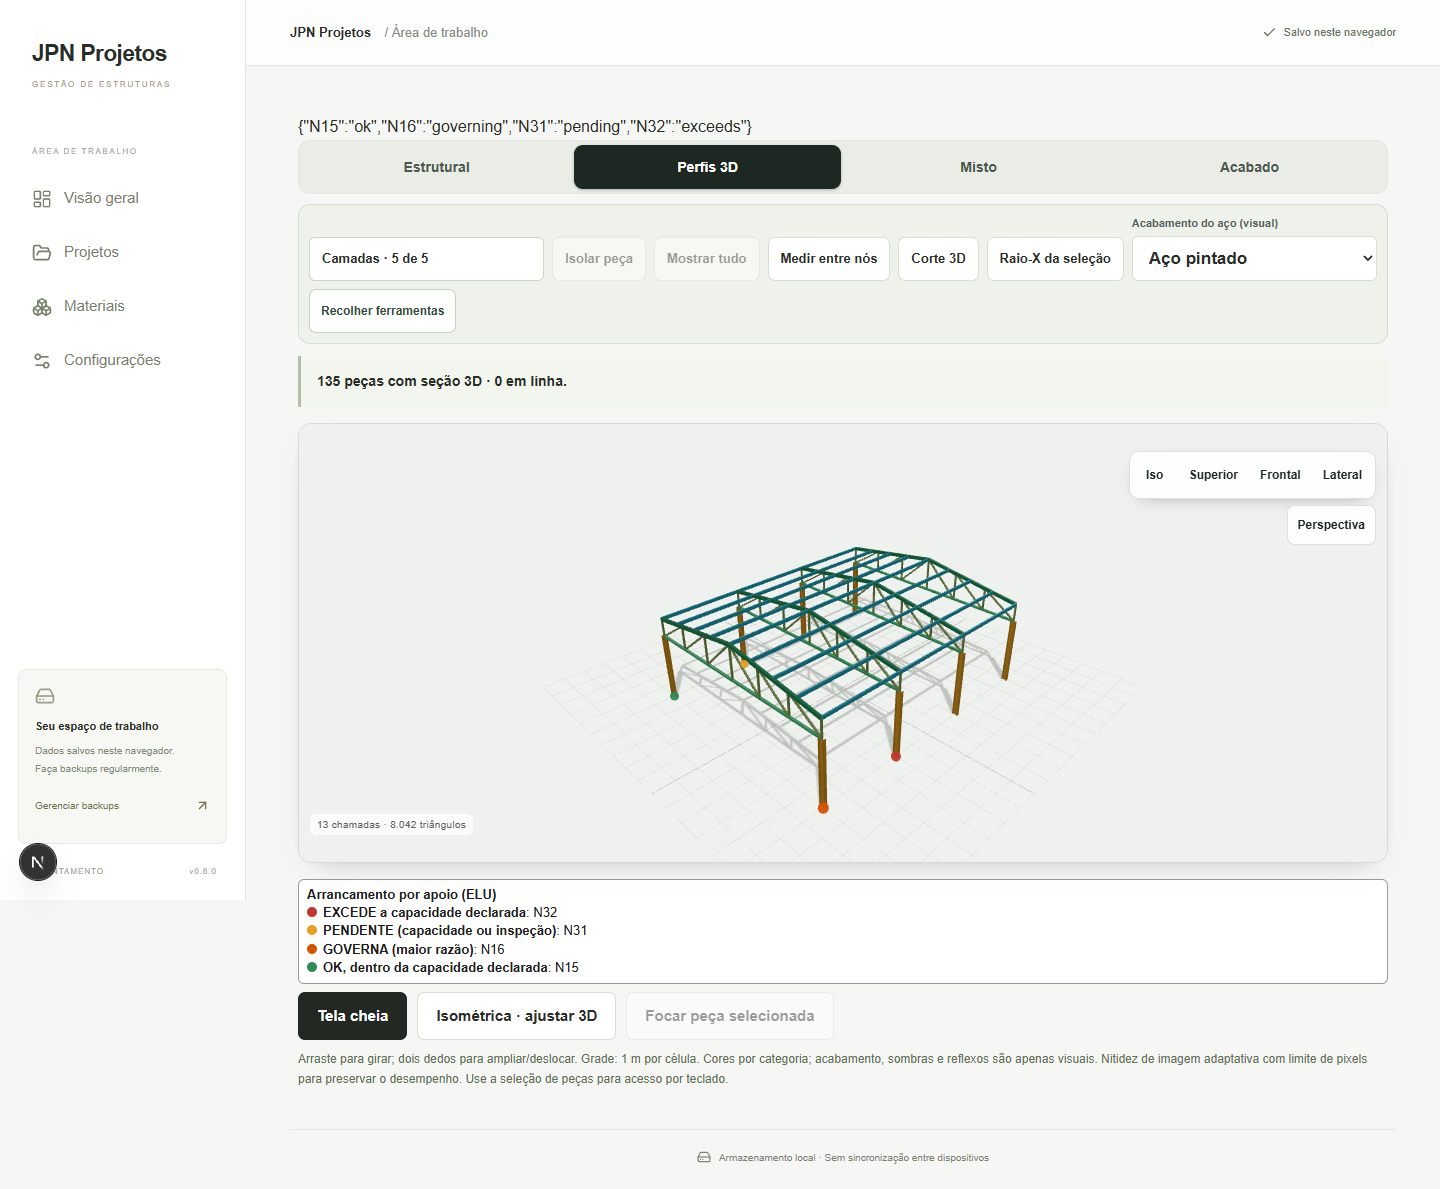 JPN Projetos
GESTÃO DE ESTRUTURAS
ÁREA DE TRABALHO
Visão geral
Projetos
Materiais
Configurações
Seu espaço de trabalho
Dados salvos neste navegador.
Faça backups regularmente.
Gerenciar backups
N
NTAMENTO v0.6.0
JPN Projetos / Área de trabalho
Salvo neste navegador
{"N15":"ok","N16":"governing","N31":"pending","N32":"exceeds"}
Estrutural Perfis 3D Misto Acabado
Acabamento do aço (visual)
Camadas · 5 de 5 Isolar peça Mostrar tudo Medir entre nós Corte 3D Raio-X da seleção Aço pintado
Recolher ferramentas
135 peças com seção 3D · 0 em linha.
Iso Superior Frontal Lateral
Perspectiva
13 chamadas · 8.042 triângulos
Arrancamento por apoio (ELU)
EXCEDE a capacidade declarada: N32
PENDENTE (capacidade ou inspeção): N31
GOVERNA (maior razão): N16
OK, dentro da capacidade declarada: N15
Tela cheia Isométrica · ajustar 3D Focar peça selecionada
Arraste para girar; dois dedos para ampliar/deslocar. Grade: 1 m por célula. Cores por categoria; acabamento, sombras e reflexos são apenas visuais. Nitidez de imagem adaptativa com limite de pixels
para preservar o desempenho. Use a seleção de peças para acesso por teclado.
Armazenamento local · Sem sincronização entre dispositivos